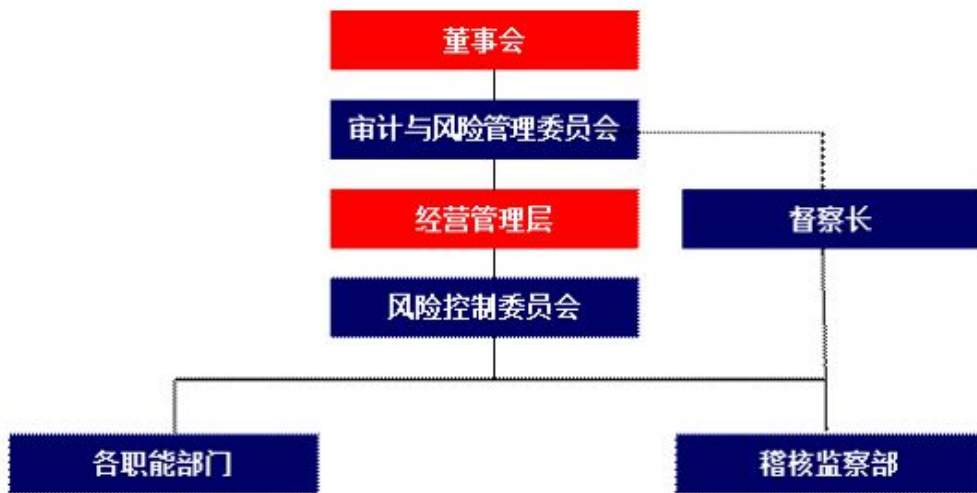 董事会
审计与风险管理委员会
经营管理层
督察长
风险控制委员会
各职能部门
稽核监察部